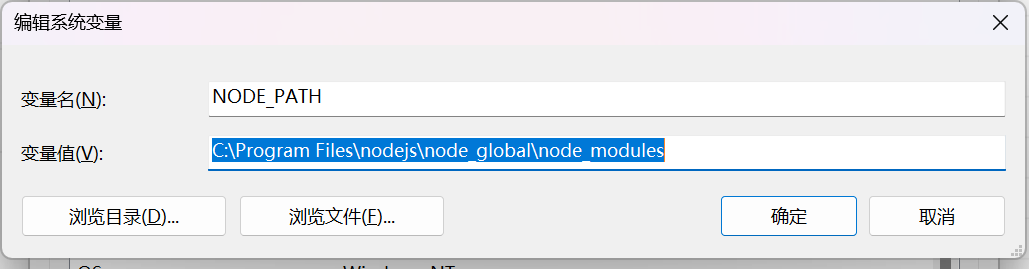 编辑系统变量
变量名(N):
NODE_PATH
变量值(V):
C:\Program Files\nodejs\node_global\node_modules
浏览目录(D)...
浏览文件(F)...
确定
取消